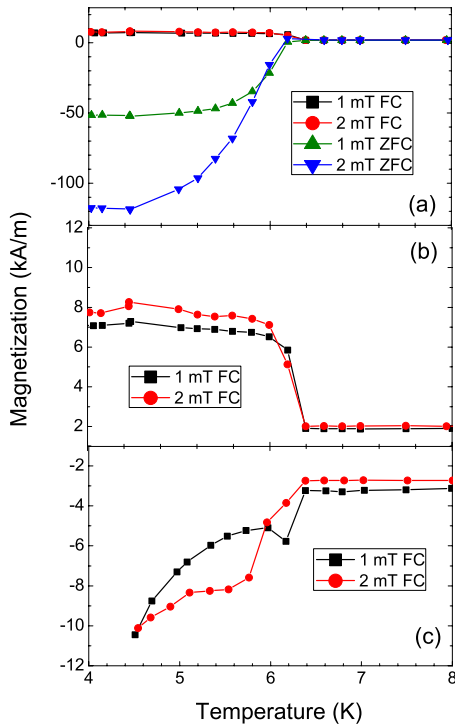 0
-50
-100
1 mT FC
2 mT FC
1 mT ZFC
2 mT ZFC
(a)
10
8
6
4
2
(b)
1 mT FC
2 mT FC
-2
-4
-6
-8
-10
-12
1 mT FC
2 mT FC
(c)
4 5 6 7 8
Magnetization (kA/m)
Temperature (K)